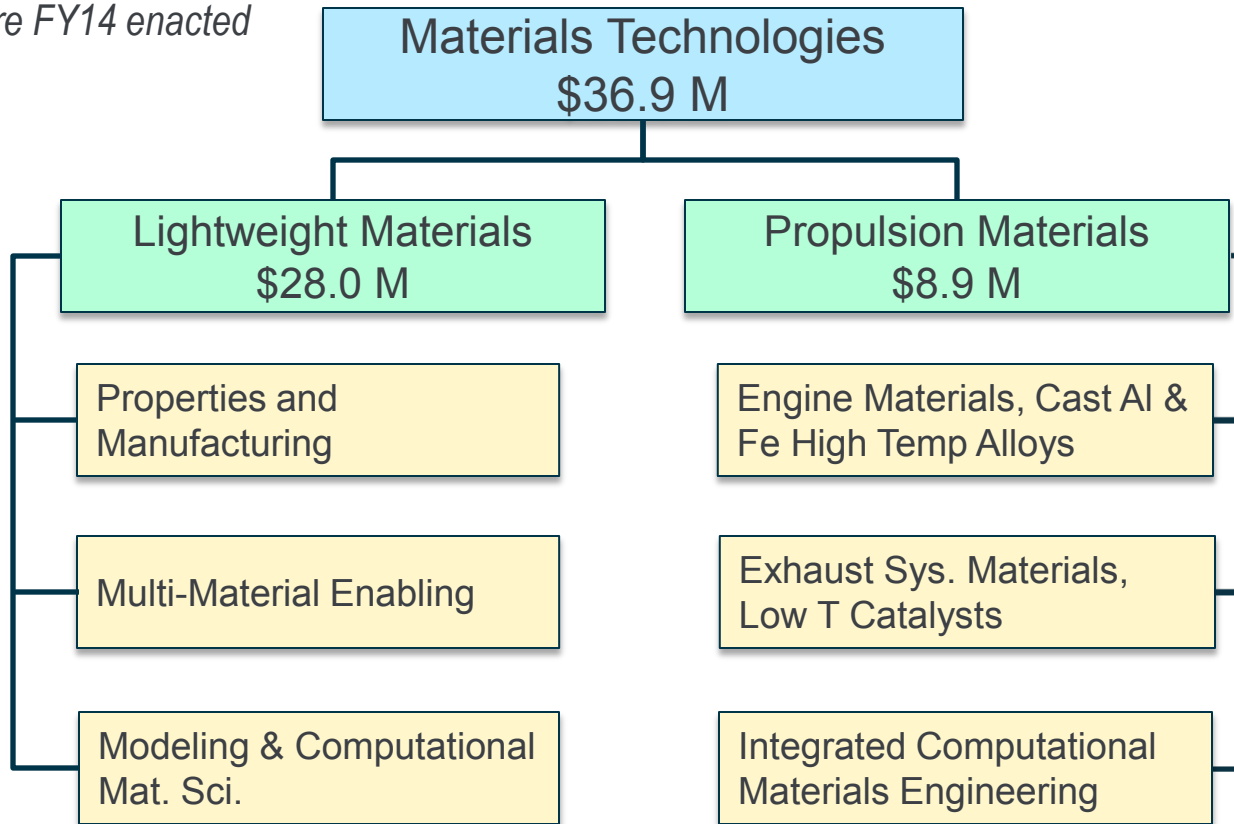 re FY14 enacted
Materials Technologies
$36.9 M
Lightweight Materials
$28.0 M
Propulsion Materials
$8.9 M
Properties and
Manufacturing
Engine Materials, Cast Al &
Fe High Temp Alloys
Multi-Material Enabling
Exhaust Sys. Materials,
Low T Catalysts
Modeling & Computational
Mat. Sci.
Integrated Computational
Materials Engineering